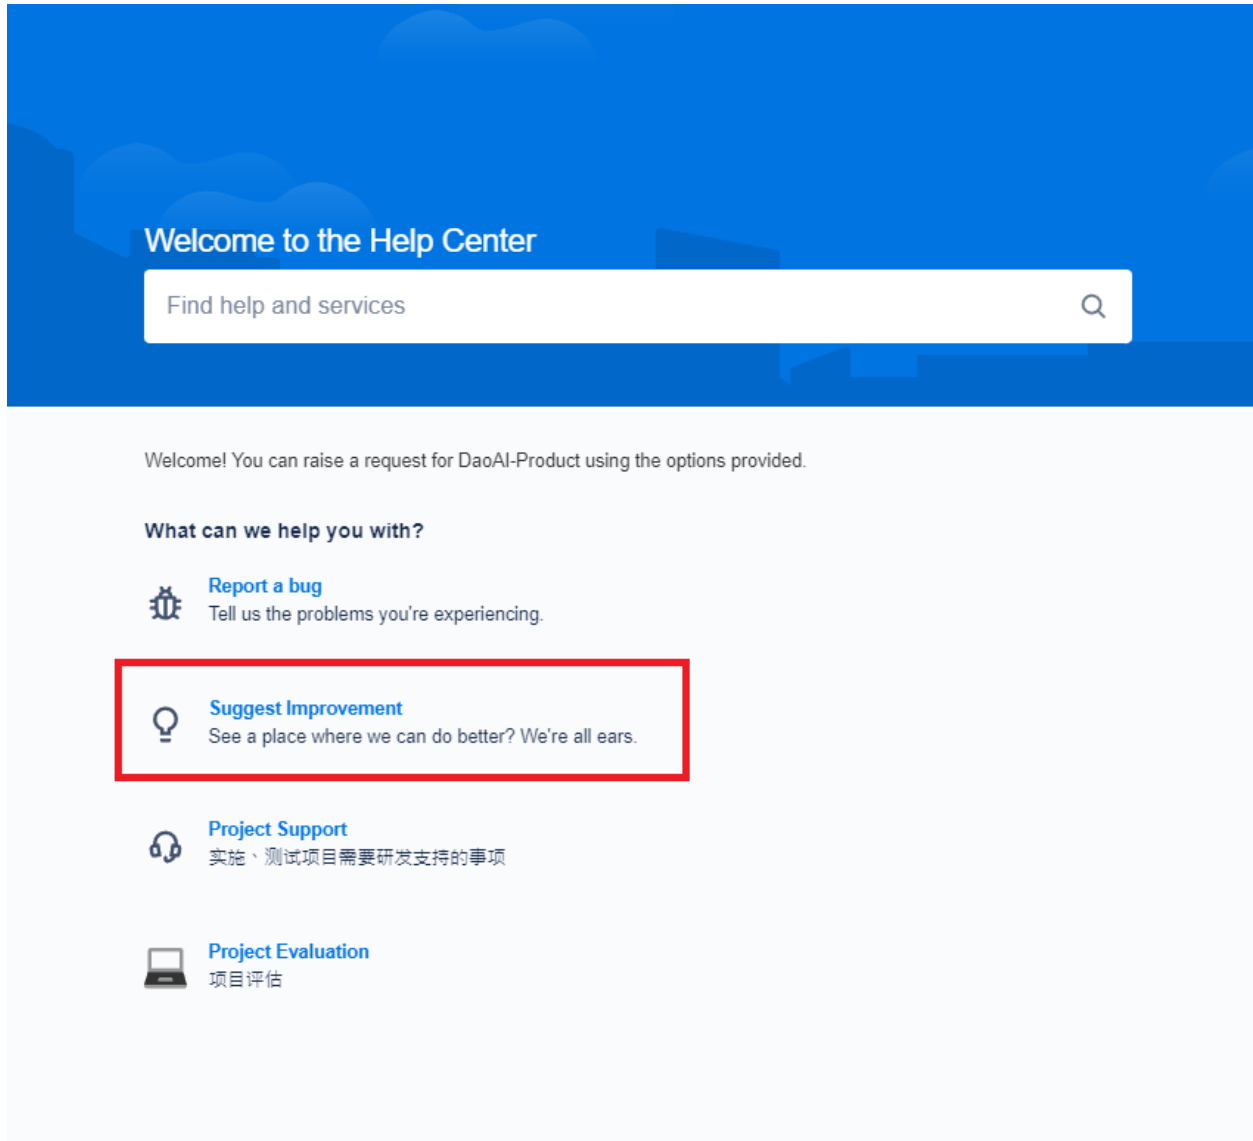 Welcome to the Help Center
Find help and services
Welcome! You can raise a request for DaoAI-Product using the options provided.
What can we help you with?
Report a bug
Tell us the problems you're experiencing.
Suggest Improvement
See a place where we can do better? We're all ears.
Project Support
实施、测试项目需要研发支持的事项
Project Evaluation
项目评估